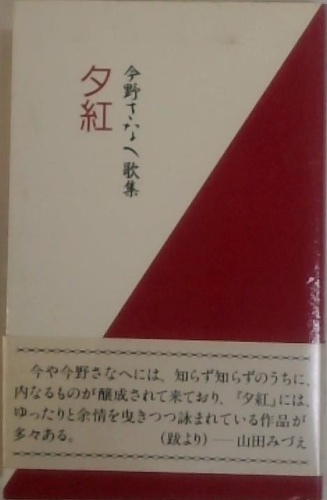 今野さなへ歌集
夕紅
今や今野さなへには、知らず知らずのうちに、
内なるものが醸成されて来ており、『夕紅』には、
ゆったりと余情を曳きつつ詠まれている作品が
多々ある。 (跋より)──山田みづえ